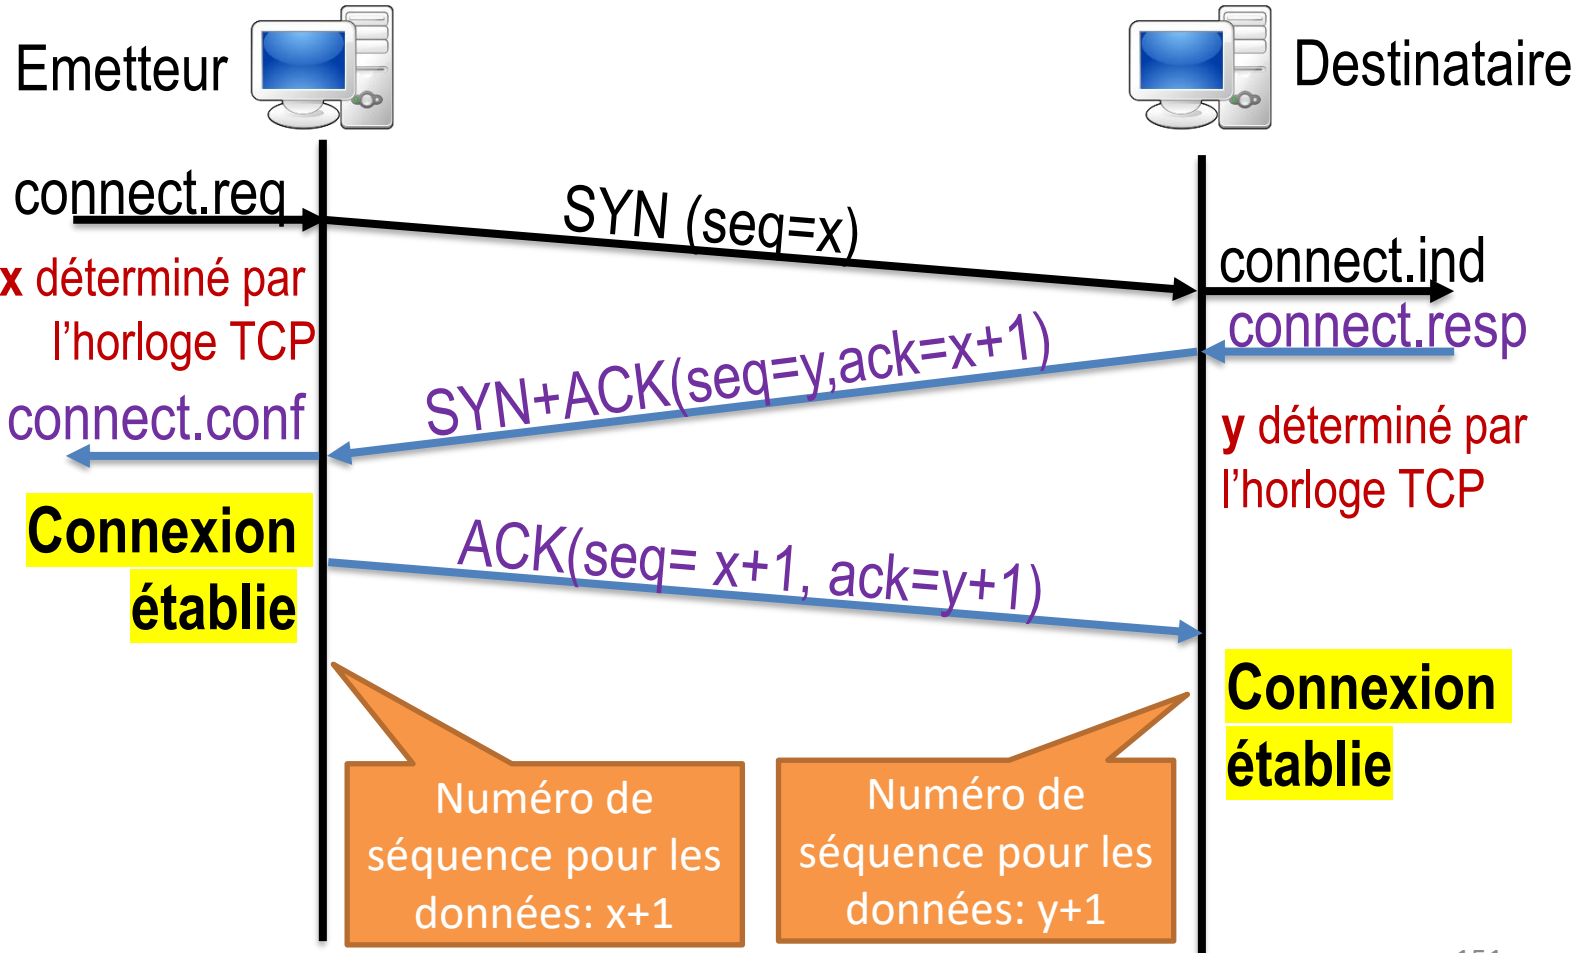 Emetteur
Destinataire
connect.req
SYN (seq=x)
connect.ind
x déterminé par
l'horloge TCP
connect.resp
SYN+ACK(seq=y,ack=x+1)
connect.conf
y déterminé par
l'horloge TCP
Connexion
établie
ACK(seq= x+1, ack=y+1)
Connexion
établie
Numéro de
séquence pour les
données: x+1
Numéro de
séquence pour les
données: y+1